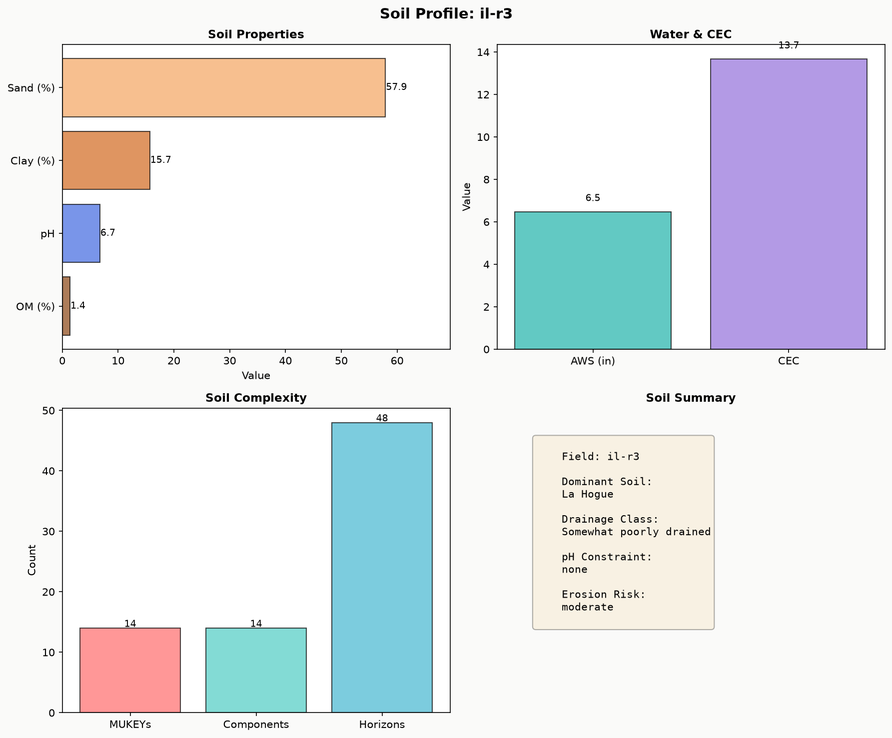 Soil Profile: il-r3
Soil Properties
Sand (%)
57.9
Clay (%)
15.7
pH
6.7
OM (%)
1.4
0 10 20 30 40 50 60
Value
Water & CEC
Value
14
12
10
8
6
4
2
0
6.5
13.7
AWS (in) CEC
Soil Complexity
Count
50
40
30
20
10
0
14
14
48
MUKEYs Components Horizons
Soil Summary
Field: il-r3
Dominant Soil:
La Hogue
Drainage Class:
Somewhat poorly drained
pH Constraint:
none
Erosion Risk:
moderate